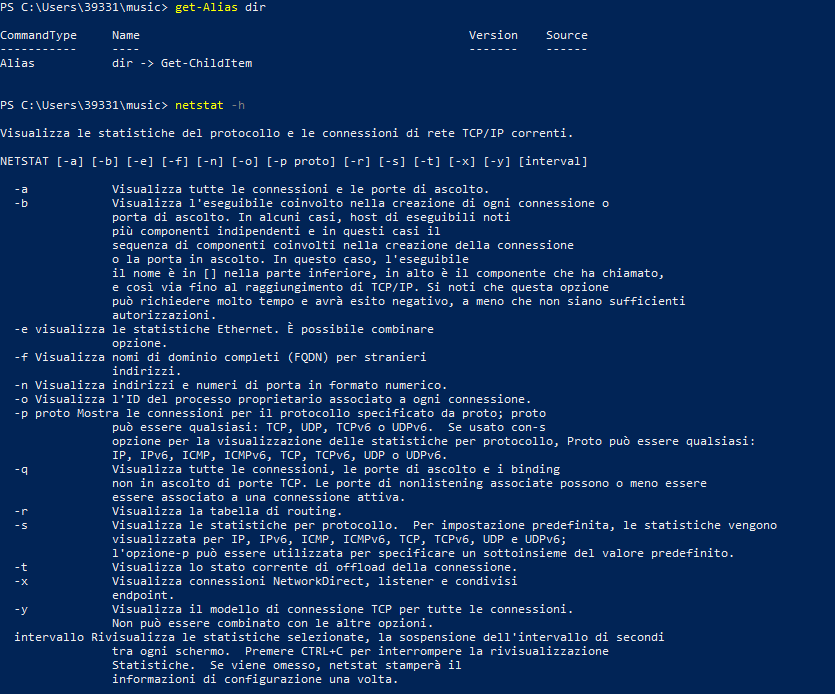 PS C:\Users\39331\music> get-Alias dir
CommandType     Name                                               Version    Source
-----------     ----                                               -------    ------
Alias           dir -> Get-ChildItem
PS C:\Users\39331\music> netstat -h
Visualizza le statistiche del protocollo e le connessioni di rete TCP/IP correnti.
NETSTAT [-a] [-b] [-e] [-f] [-n] [-o] [-p proto] [-r] [-s] [-t] [-x] [-y] [interval]
  -a            Visualizza tutte le connessioni e le porte di ascolto.
  -b            Visualizza l'eseguibile coinvolto nella creazione di ogni connessione o
                porta di ascolto. In alcuni casi, host di eseguibili noti
                più componenti indipendenti e in questi casi il
                sequenza di componenti coinvolti nella creazione della connessione
                o la porta in ascolto. In questo caso, l'eseguibile
                il nome è in [] nella parte inferiore, in alto è il componente che ha chiamato,
                e così via fino al raggiungimento di TCP/IP. Si noti che questa opzione
                può richiedere molto tempo e avrà esito negativo, a meno che non siano sufficienti
                autorizzazioni.
  -e visualizza le statistiche Ethernet. È possibile combinare
                opzione.
  -f Visualizza nomi di dominio completi (FQDN) per stranieri
                indirizzi.
  -n Visualizza indirizzi e numeri di porta in formato numerico.
  -o Visualizza l'ID del processo proprietario associato a ogni connessione.
  -p proto Mostra le connessioni per il protocollo specificato da proto; proto
                può essere qualsiasi: TCP, UDP, TCPv6 o UDPv6.  Se usato con-s
                opzione per la visualizzazione delle statistiche per protocollo, Proto può essere qualsiasi:
                IP, IPv6, ICMP, ICMPv6, TCP, TCPv6, UDP o UDPv6.
  -q            Visualizza tutte le connessioni, le porte di ascolto e i binding
                non in ascolto di porte TCP. Le porte di nonlistening associate possono o meno essere
                essere associato a una connessione attiva.
  -r            Visualizza la tabella di routing.
  -s            Visualizza le statistiche per protocollo.  Per impostazione predefinita, le statistiche vengono
                visualizzata per IP, IPv6, ICMP, ICMPv6, TCP, TCPv6, UDP e UDPv6;
                l'opzione-p può essere utilizzata per specificare un sottoinsieme del valore predefinito.
  -t            Visualizza lo stato corrente di offload della connessione.
  -x            Visualizza connessioni NetworkDirect, listener e condivisi
                endpoint.
  -y            Visualizza il modello di connessione TCP per tutte le connessioni.
                Non può essere combinato con le altre opzioni.
  intervallo Rivisualizza le statistiche selezionate, la sospensione dell'intervallo di secondi
                tra ogni schermo.  Premere CTRL+C per interrompere la rivisualizzazione
                Statistiche.  Se viene omesso, netstat stamperà il
                informazioni di configurazione una volta.